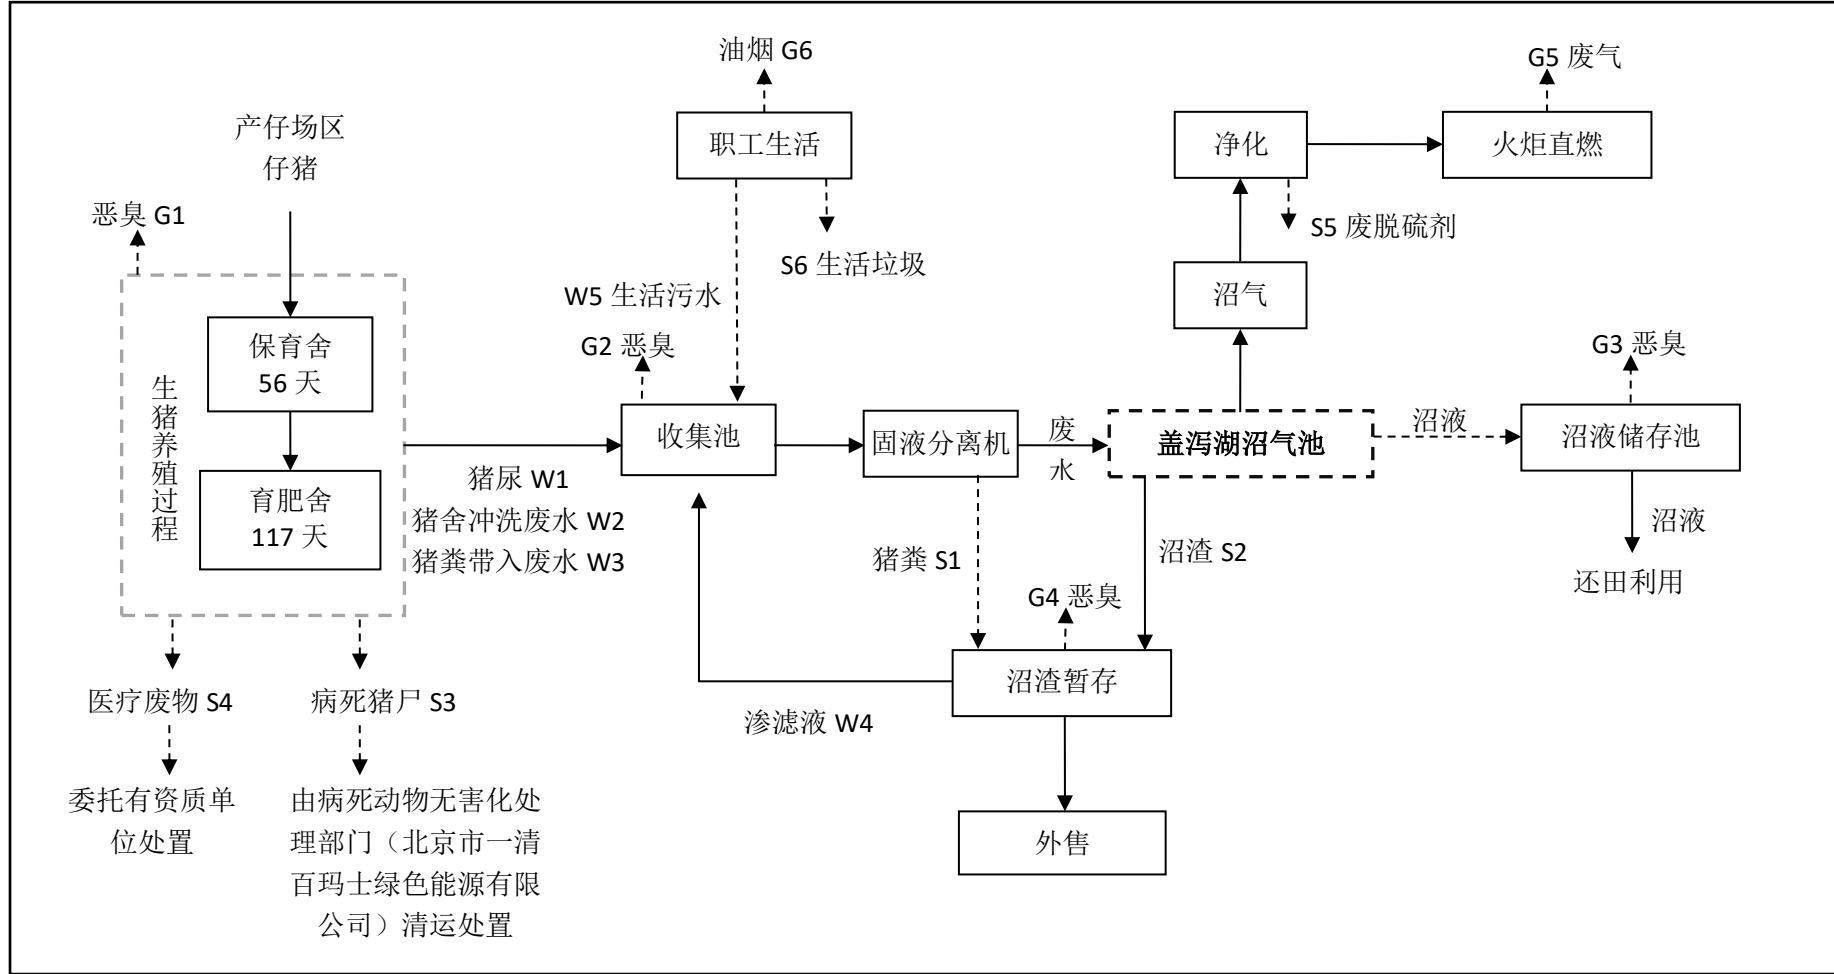 油烟 G6
G5 废气
产仔场区
仔猪
职工生活
净化
火炬直燃
恶臭 G1
S5 废脱硫剂
S6 生活垃圾
W5 生活污水
沼气
保育舍
56 天
G2 恶臭
G3 恶臭
生猪养殖过程
收集池
固液分离机
废
水
盖泻湖沼气池
沼液
沼液储存池
育肥舍
117 天
猪尿 W1
猪舍冲洗废水 W2
猪粪带入废水 W3
猪粪 S1
沼渣 S2
沼液
还田利用
G4 恶臭
医疗废物 S4
病死猪尸 S3
沼渣暂存
渗滤液 W4
委托有资质单
位处置
由病死动物无害化处
理部门（北京市一清
百玛士绿色能源有限
公司）清运处置
外售